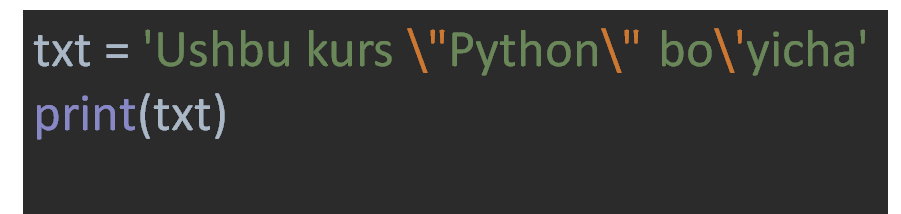 txt = 'Ushbu kurs \"Python\" bo\'yicha'
print(txt)